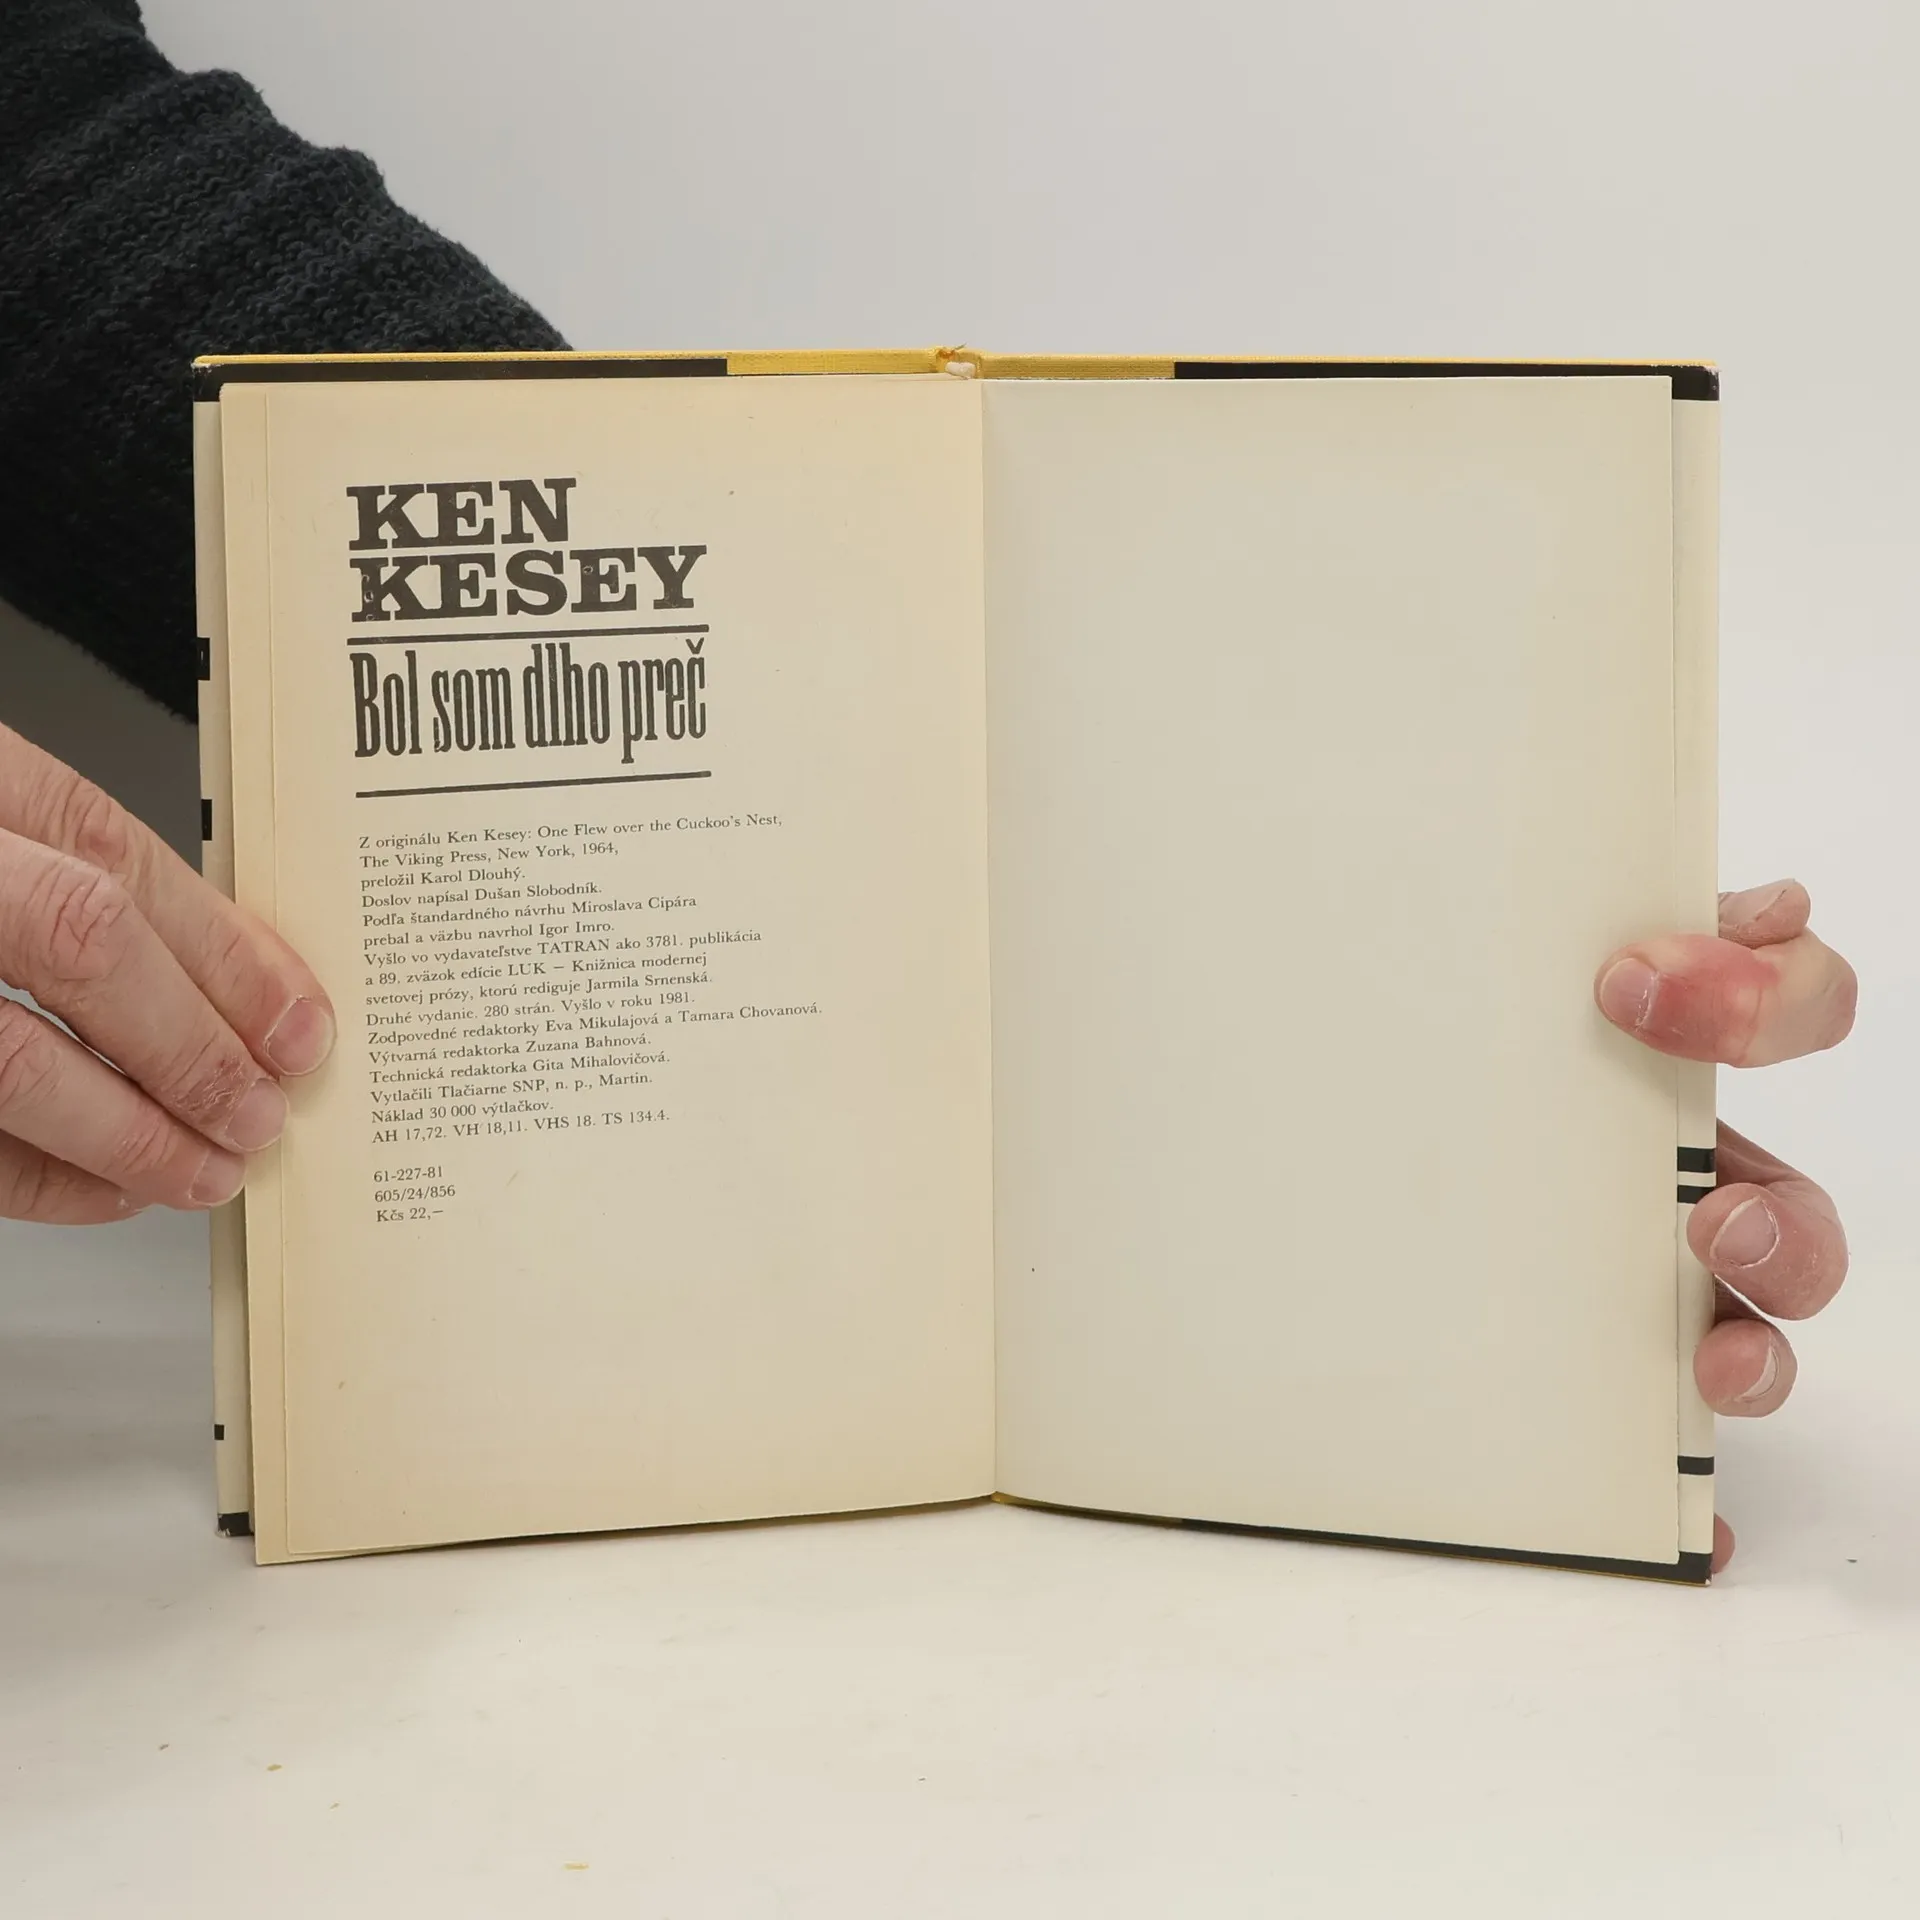 KEN
KESEY
Bol som dlho preč
Z originálu Ken Kesey: One Flew over the Cuckoo's Nest,
The Viking Press, New York, 1964,
preložil Karol Dlouhý.
Doslov napísal Dušan Slobodník.
Podľa štandardného návrhu Miroslava Cipára
prebal a väzbu navrhol Igor Imro.
Vyšlo vo vydavateľstve TATRAN ako 3781. publikácia
a 89. zväzok edície LUK — Knižnica modernej
svetovej prózy, ktorú rediguje Jarmila Srnenská.
Druhé vydanie. 280 strán. Vyšlo v roku 1981.
Zodpovedné redaktorky Eva Mikulajová a Tamara Chovanová.
Výtvarná redaktorka Zuzana Bahnová.
Technická redaktorka Gita Mihalovičová.
Vytlačili Tlačiarne SNP, n. p., Martin.
Náklad 30 000 výtlačkov.
AH 17,72. VH 18,11. VHS 18. TS 134.4.
61-227-81
605/24/856
Kčs 22,—